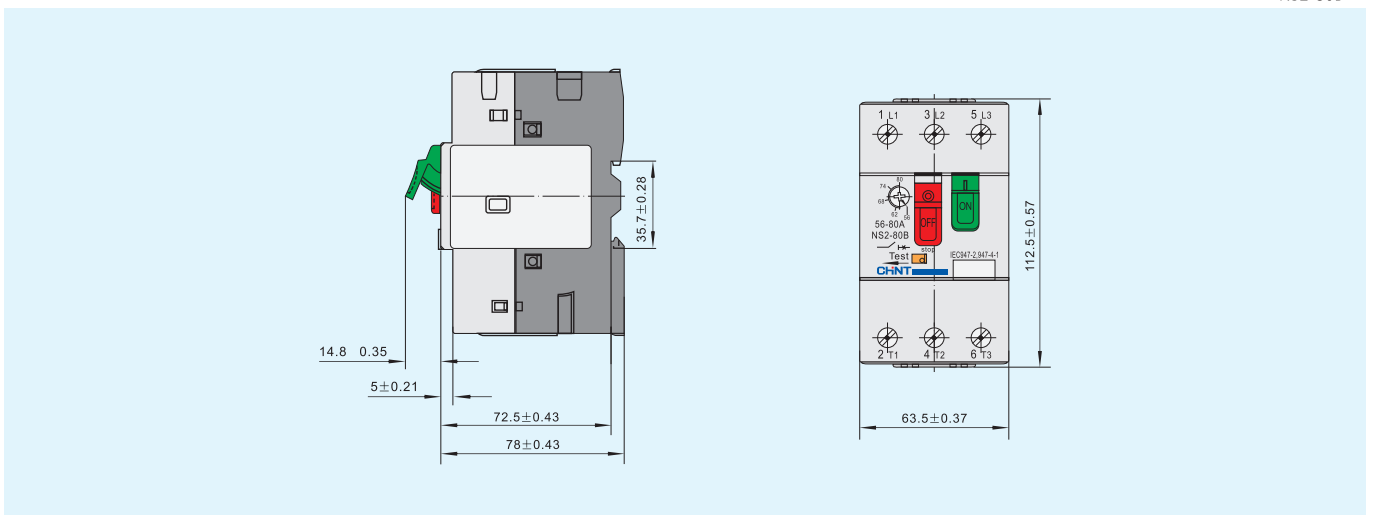 35.7±0.28
14.8 0.35
5±0.21
72.5±0.43
78±0.43
1 L1 3 L2 5 L3
80
74
68
62
56
56-80A
NS2-80B
OFF
ON
stop
Test
IEC947-2,947-4-1
CHNT
2 T1 4 T2 6 T3
112.5±0.57
63.5±0.37